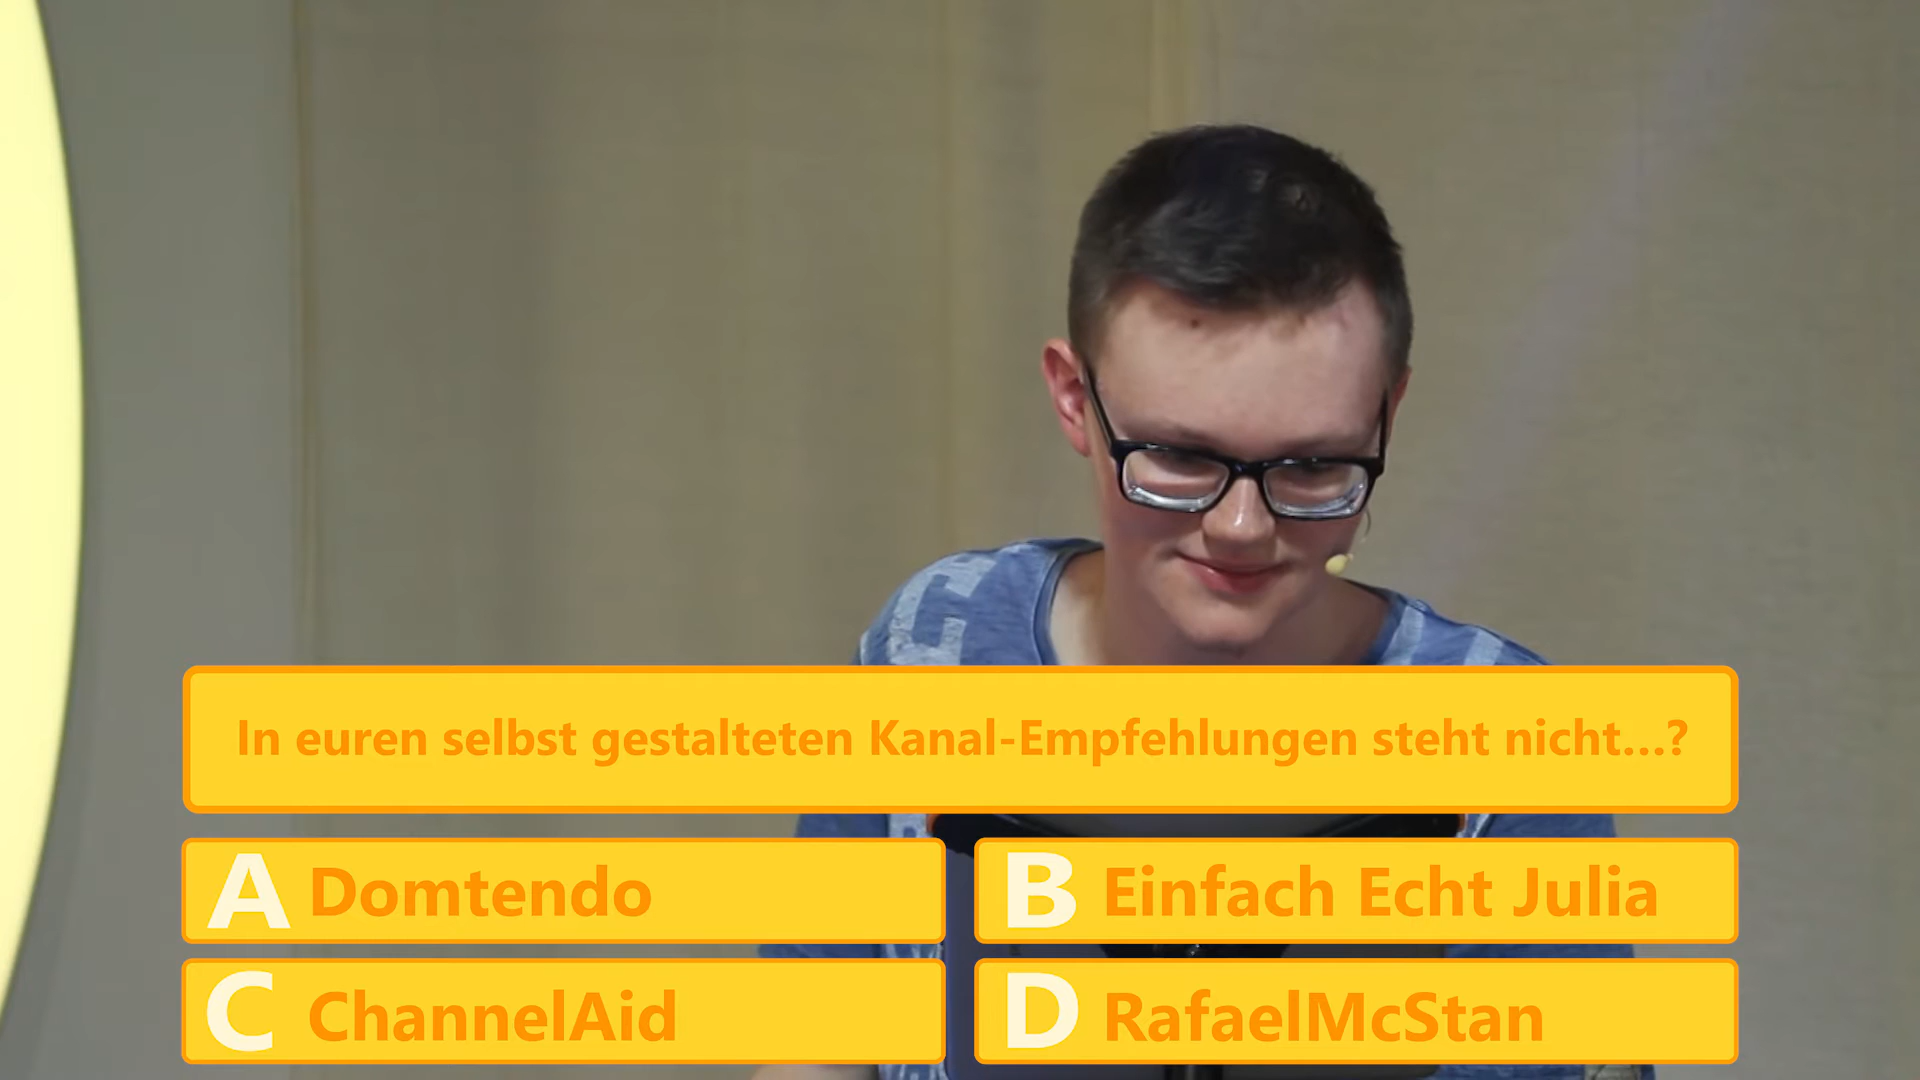 In euren selbst gestalteten Kanal-Empfehlungen steht nicht...?
A Domtendo
B Einfach Echt Julia
C ChannelAid
D RafaelMcStan